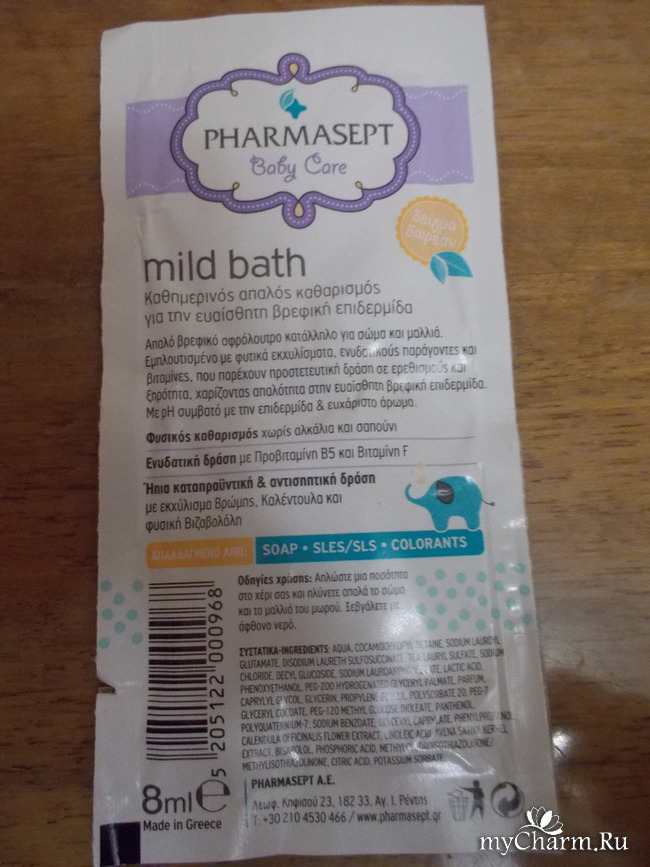 PHARMASEPT
Baby Care
δείγμα
δωρεάν
mild bath
Καθημερινός απαλός καθαρισμός
για την ευαίσθητη βρεφική επιδερμίδα
Απαλό βρεφικό αφρόλουτρο κατάλληλο για σώμα και μαλλιά.
Εμπλουτισμένο με φυτικά εκχυλίσματα, ενυδατικούς παράγοντες και
βιταμίνες, που παρέχουν προστετευτική δράση σε ερεθισμούς και
ξηρότητα, χαρίζοντας απαλότητα στην ευαίσθητη βρεφική επιδερμίδα.
Με pH συμβατό με την επιδερμίδα & ευχάριστο άρωμα.
Φυσικός καθαρισμός χωρίς αλκάλια και σαπούνι
Ενυδατική δράση με Προβιταμίνη B5 και Βιταμίνη F
Ήπια καταπραϋντική & αντισηπτική δράση
με εκχύλισμα Βρώμης, Καλέντουλα και
φυσική Βιζαβολόλη
ΑΠΑΛΛΑΓΜΕΝΟ ΑΠΟ: SOAP • SLES/SLS • COLORANTS
Οδηγίες χρήσης: Απλώστε μια ποσότητα
στο χέρι σας και πλύνετε απαλά το σώμα
και τα μαλλιά του μωρού. Ξεβγάλετε με
άφθονο νερό.
ΣΥΣΤΑΤΙΚΑ-INGREDIENTS: AQUA, COCAMIDOPROPYL BETAINE, SODIUM LAUROYL
GLUTAMATE, DISODIUM LAURETH SULFOSUCCINATE, TEA LAURYL SULFATE, SODIUM
CHLORIDE, DECYL GLUCOSIDE, SODIUM LACTIC ACID,
PHENOXYETHANOL, PEG-200 HYDROGENATED GLYCERYL PALMATE, PARFUM,
CAPRYLYL GLYCOL, GLYCERIN, PROPYLENE GLYCOL, POLYSORBATE 20, PEG-7
GLYCERYL COCOATE, PEG-120 METHYL GLUCOSE DIOLEATE, PANTHENOL,
POLYQUATERNIUM-7, SODIUM BENZOATE, GLYCERYL CAPRYLATE,
CALENDULA OFFICINALIS FLOWER EXTRACT, LINOLEIC ACID, AVENA SATIVA KERNEL
EXTRACT, BISABOLOL, PHOSPHORIC ACID,
METHYLISOTHIAZOLINONE, CITRIC ACID, POTASSIUM SORBATE
5 205122 000968
8ml e
Made in Greece
PHARMASEPT A.E.
Λεωφ. Κηφισού 23, 182 33, Αγ. Ι. Ρέντης
T. +30 210 4530 466 / www.pharmasept.gr
myCharm.Ru